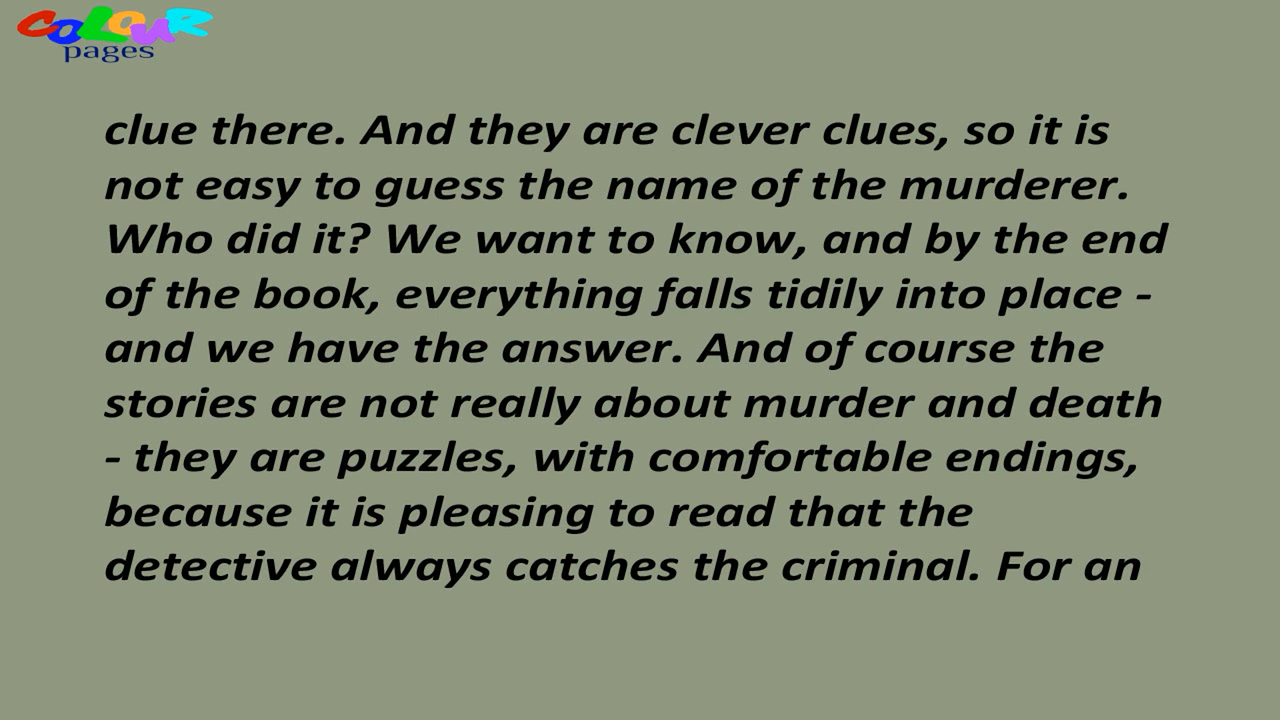 COLOUR
pages
clue there. And they are clever clues, so it is
not easy to guess the name of the murderer.
Who did it? We want to know, and by the end
of the book, everything falls tidily into place -
and we have the answer. And of course the
stories are not really about murder and death
- they are puzzles, with comfortable endings,
because it is pleasing to read that the
detective always catches the criminal. For an